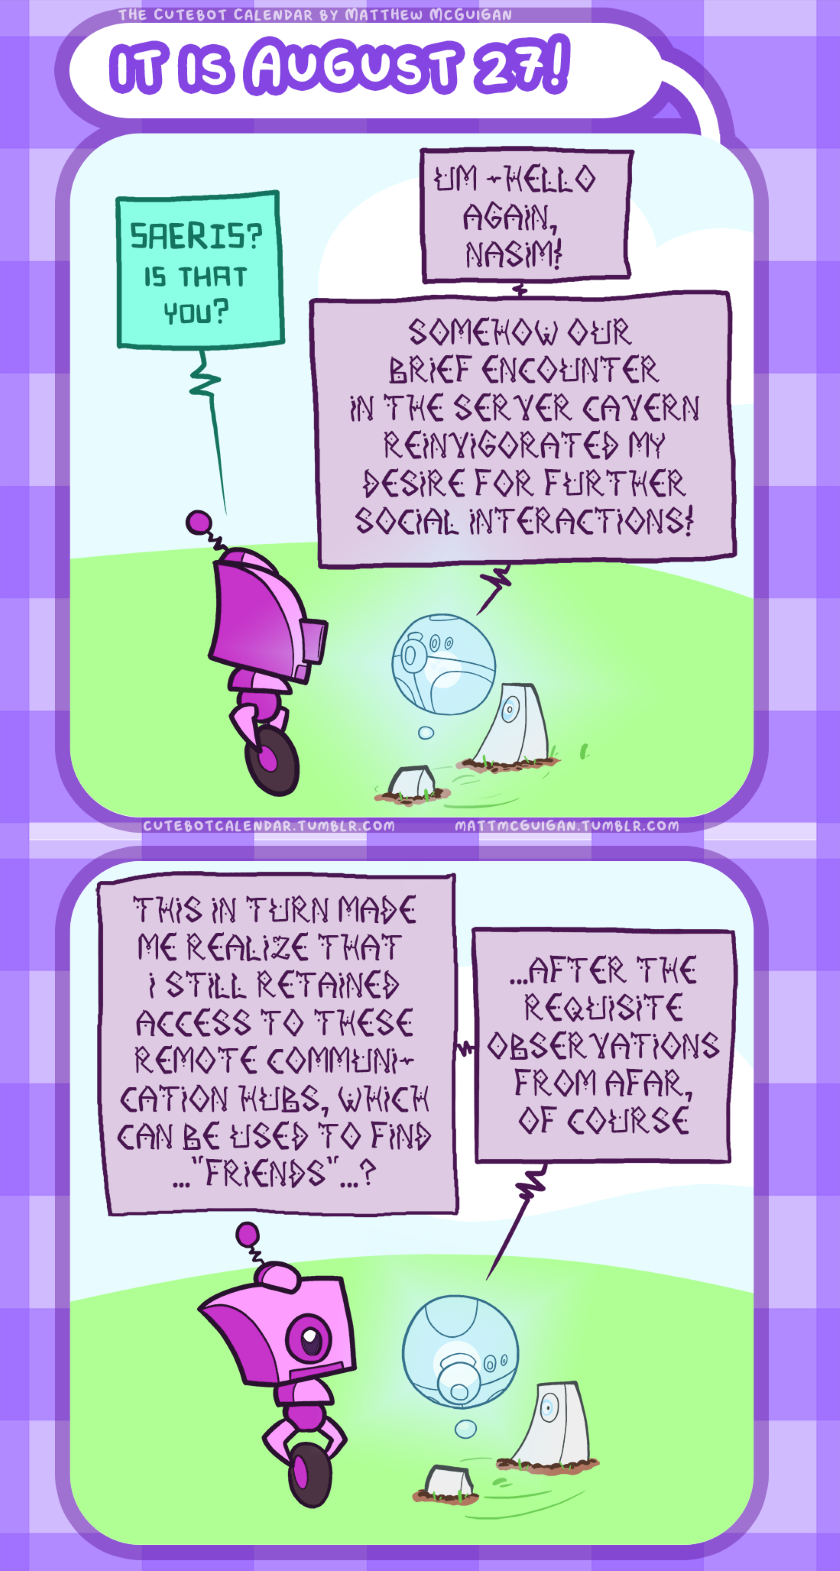 THE CUTEBOT CALENDAR BY MATTHEW MCGUIGAN
IT IS AUGUST 27!
SAERIS?
IS THAT
YOU?
UM - HELLO
AGAIN,
NASIM!
SOMEHOW OUR
BRIEF ENCOUNTER
IN THE SERVER CAVERN
REINVIGORATED MY
DESIRE FOR FURTHER
SOCIAL INTERACTIONS!
CUTEBOTCALENDAR.TUMBLR.COM
MATTMCGUIGAN.TUMBLR.COM
THIS IN TURN MADE
ME REALIZE THAT
I STILL RETAINED
ACCESS TO THESE
REMOTE COMMUNI-
CATION HUBS, WHICH
CAN BE USED TO FIND
..."FRIENDS"...?
...AFTER THE
REQUISITE
OBSERVATIONS
FROM AFAR,
OF COURSE